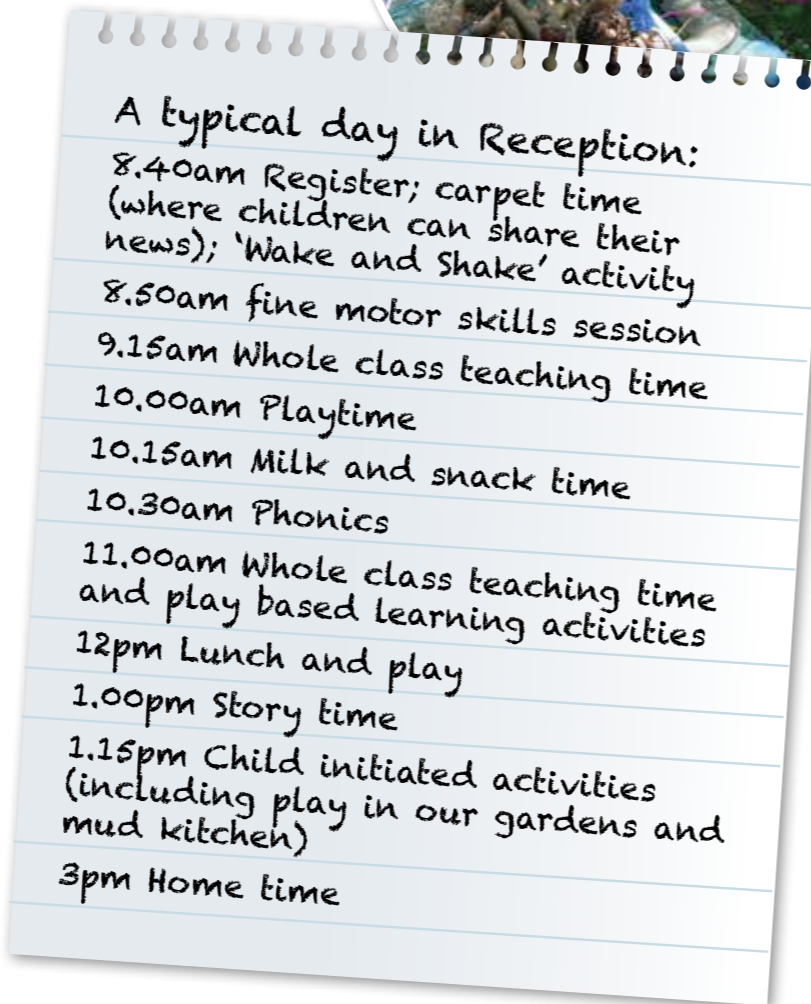 A typical day in Reception:
8.40am Register; carpet time
(where children can share their
news); ‘Wake and Shake’ activity
8.50am fine motor skills session
9.15am Whole class teaching time
10.00am Playtime
10.15am Milk and snack time
10.30am Phonics
11.00am Whole class teaching time
and play based learning activities
12pm Lunch and play
1.00pm Story time
1.15pm Child initiated activities
(including play in our gardens and
mud kitchen)
3pm Home time